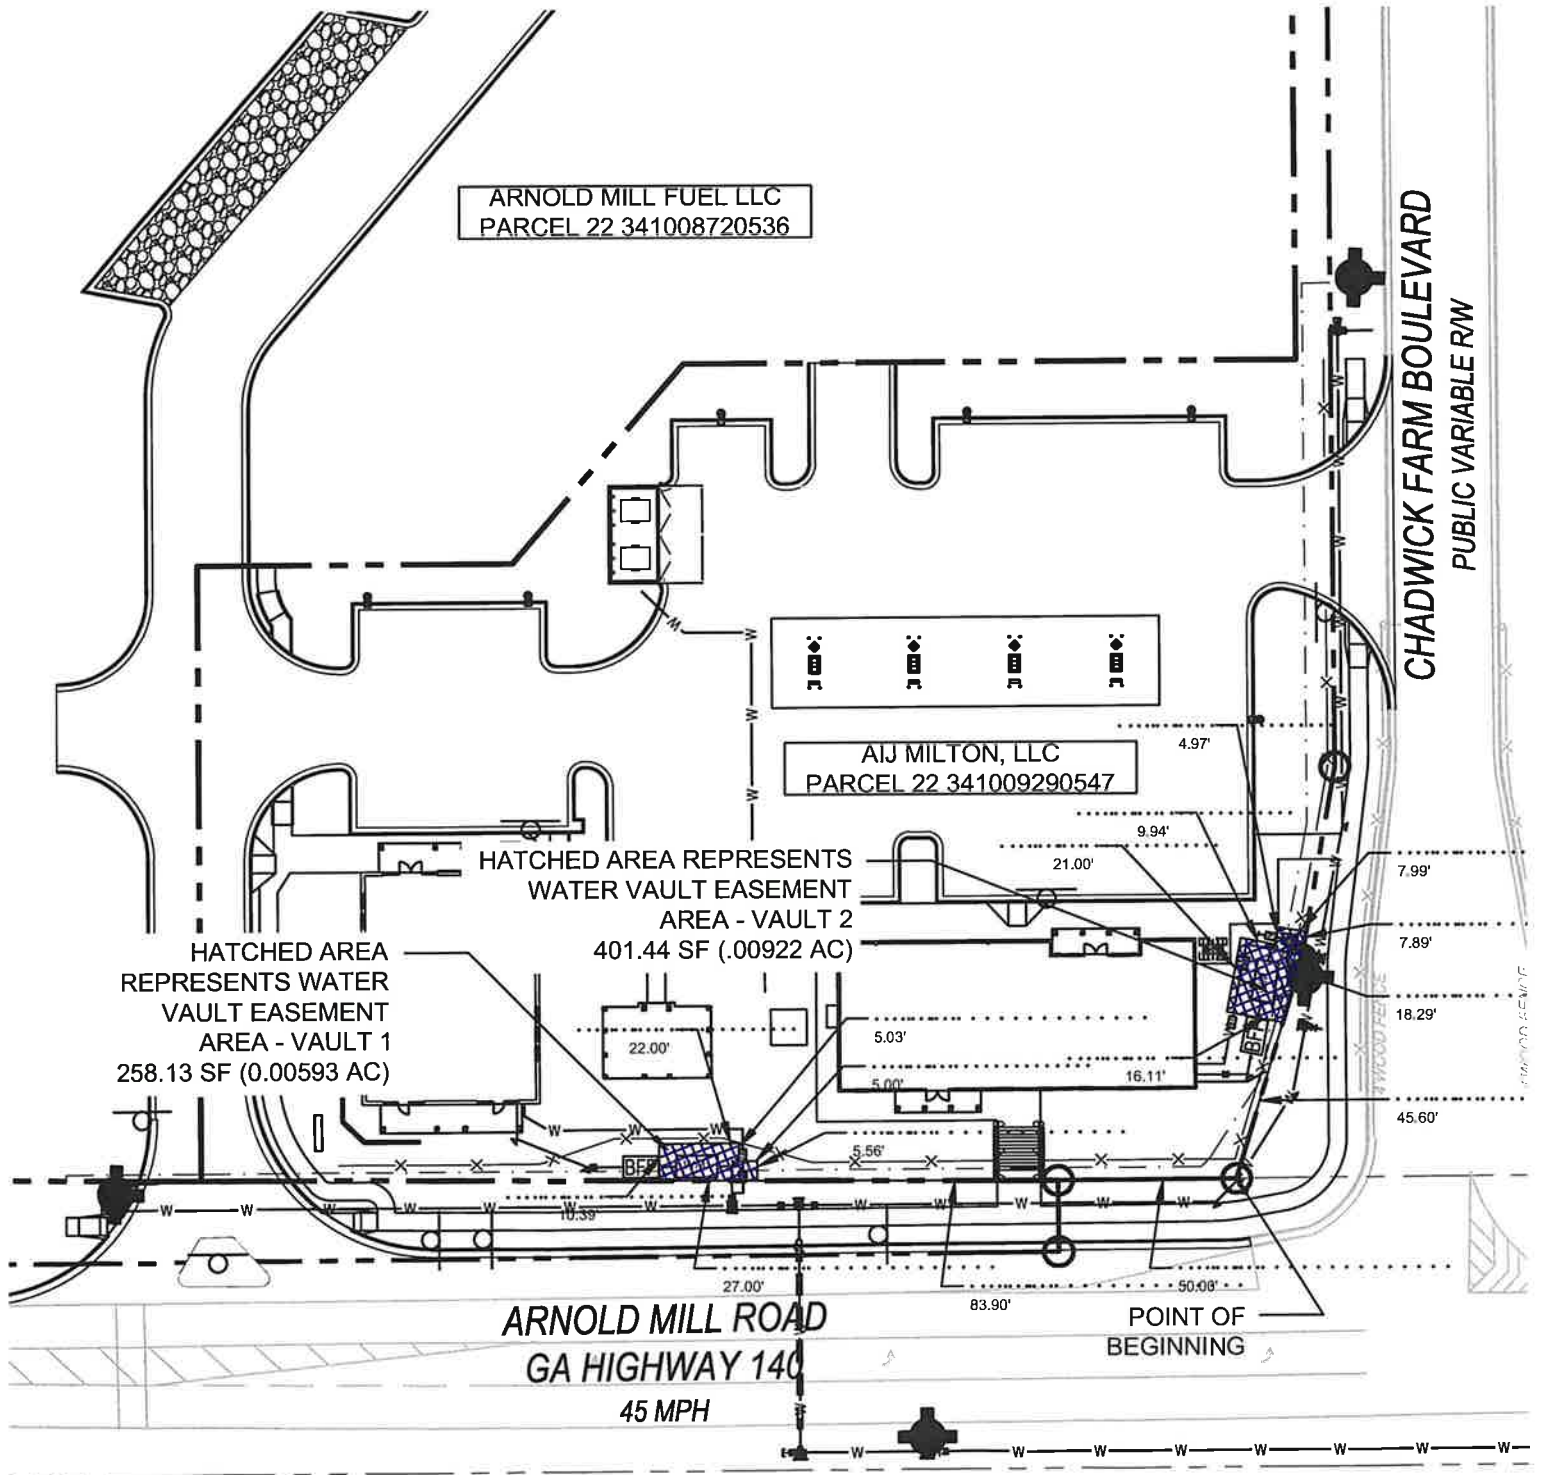 ARNOLD MILL FUEL LLC
PARCEL 22 341008720536
CHADWICK FARM BOULEVARD
PUBLIC VARIABLE R/W
AIJ MILTON, LLC
PARCEL 22 341009290547
4.97'
9.94'
21.00'
7.99'
7.89'
18.29'
16.11'
45.60'
HATCHED AREA REPRESENTS
WATER VAULT EASEMENT
AREA - VAULT 2
401.44 SF (.00922 AC)
HATCHED AREA
REPRESENTS WATER
VAULT EASEMENT
AREA - VAULT 1
258.13 SF (0.00593 AC)
22.00'
5.03'
5.00'
5.56'
10.39'
27.00'
83.90'
50.00'
POINT OF
BEGINNING
ARNOLD MILL ROAD
GA HIGHWAY 140
45 MPH